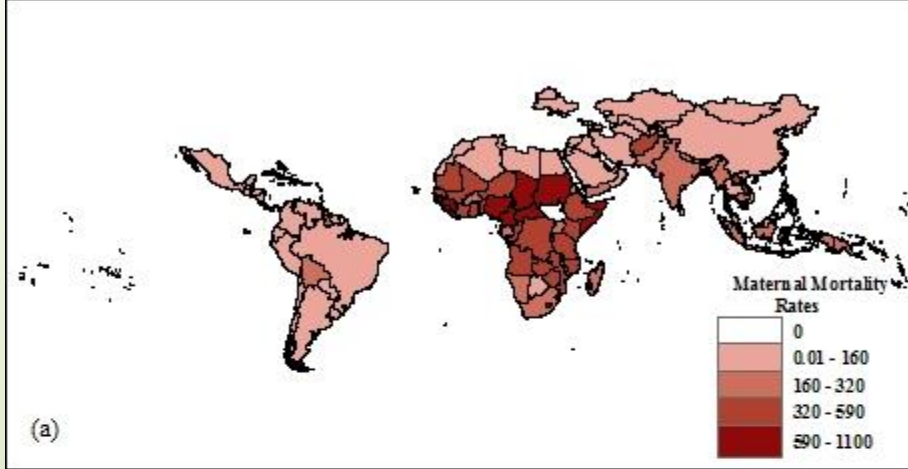 Maternal Mortality
Rates
0
0.01 - 160
160 - 320
320 - 590
590 - 1100
(a)